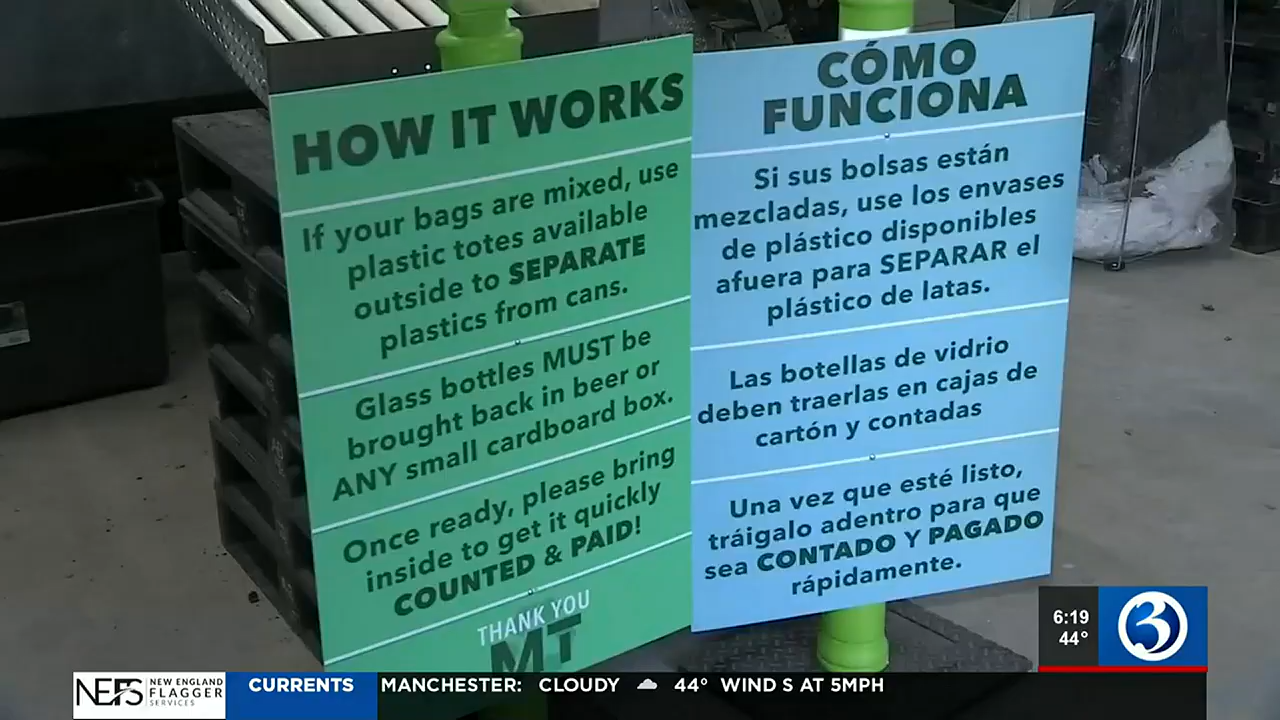 HOW IT WORKS
If your bags are mixed, use
plastic totes available
outside to SEPARATE
plastics from cans.
Glass bottles MUST be
brought back in beer or
ANY small cardboard box.
Once ready, please bring
inside to get it quickly
COUNTED & PAID!
THANK YOU
MT
CÓMO
FUNCIONA
Si sus bolsas están
mezcladas, use los envases
de plástico disponibles
afuera para SEPARAR el
plástico de latas.
Las botellas de vidrio
deben traerlas en cajas de
cartón y contadas
Una vez que esté listo,
tráigalo adentro para que
sea CONTADO Y PAGADO
rápidamente.
6:19
44°
3
NEFS NEW ENGLAND
FLAGGER
SERVICES
CURRENTS
MANCHESTER: CLOUDY 44° WIND S AT 5MPH